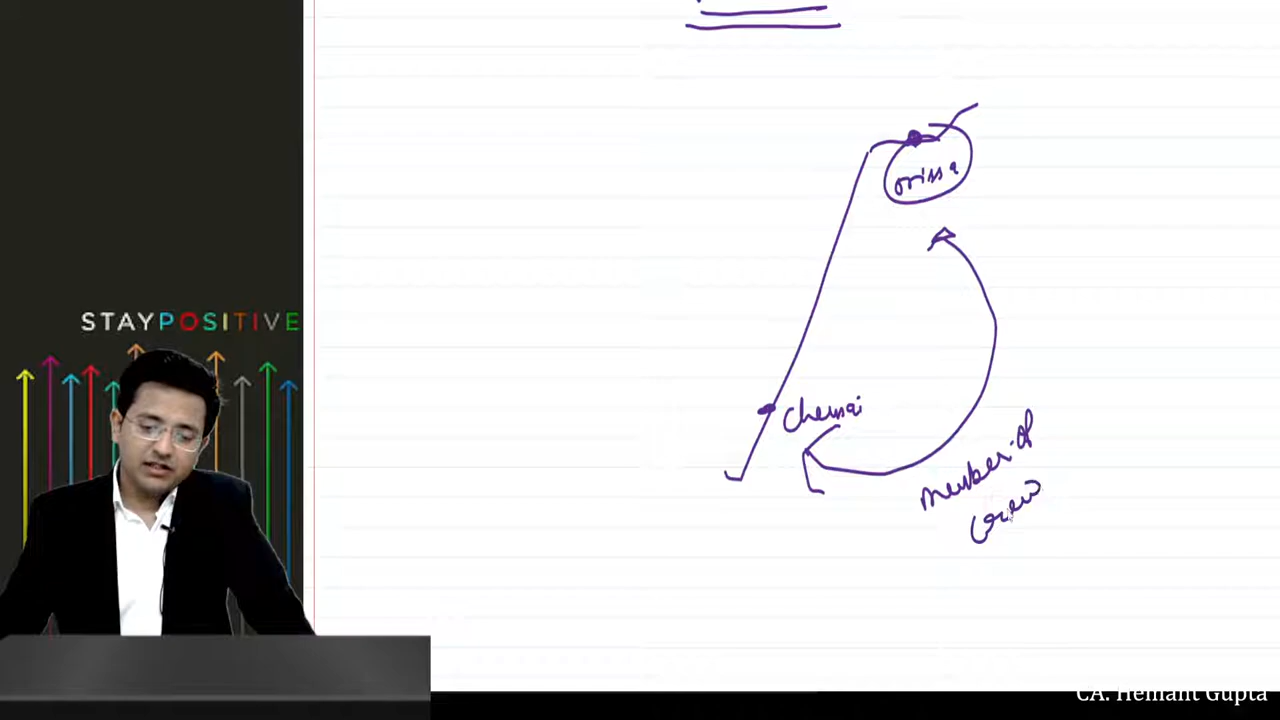 orissa
STAYPOSITIVE
chennai
member of
crew
CA. Hemant Gupta